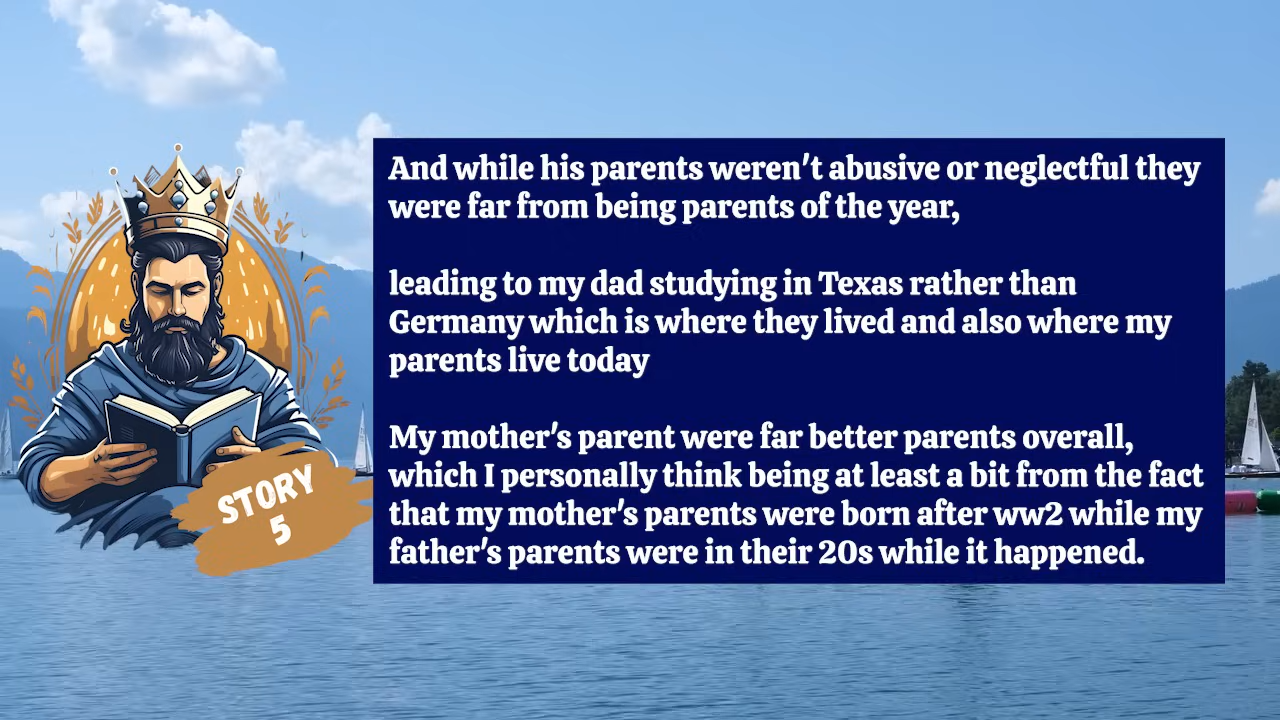 And while his parents weren't abusive or neglectful they
were far from being parents of the year,
leading to my dad studying in Texas rather than
Germany which is where they lived and also where my
parents live today
My mother's parent were far better parents overall,
which I personally think being at least a bit from the fact
that my mother's parents were born after ww2 while my
father's parents were in their 20s while it happened.
STORY
5